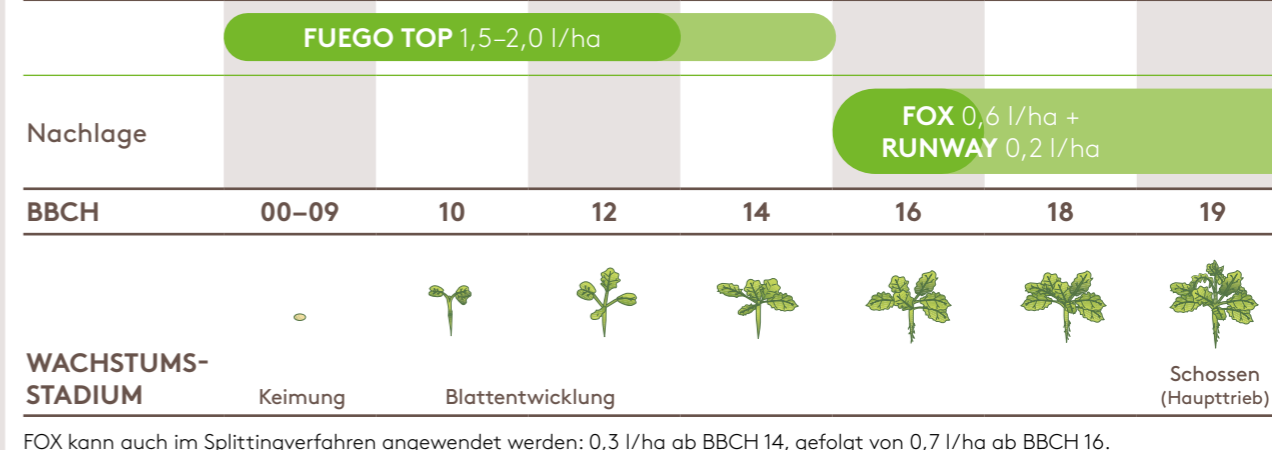 FUEGO TOP 1,5–2,0 l/ha
Nachlage
FOX 0,6 l/ha +
RUNWAY 0,2 l/ha
BBCH 00–09 10 12 14 16 18 19
WACHSTUMS-
STADIUM
Keimung
Blattentwicklung
Schossen
(Haupttrieb)
FOX kann auch im Splittingverfahren angewendet werden: 0,3 l/ha ab BBCH 14, gefolgt von 0,7 l/ha ab BBCH 16.